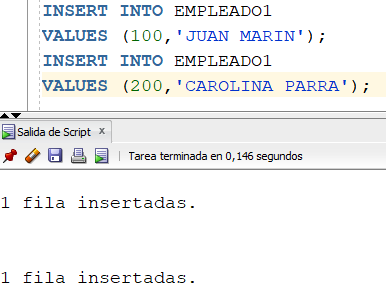 INSERT INTO EMPLEADO1
VALUES (100,'JUAN MARIN');
INSERT INTO EMPLEADO1
VALUES (200,'CAROLINA PARRA');
Salida de Script x
Tarea terminada en 0,146 segundos
1 fila insertadas.
1 fila insertadas.